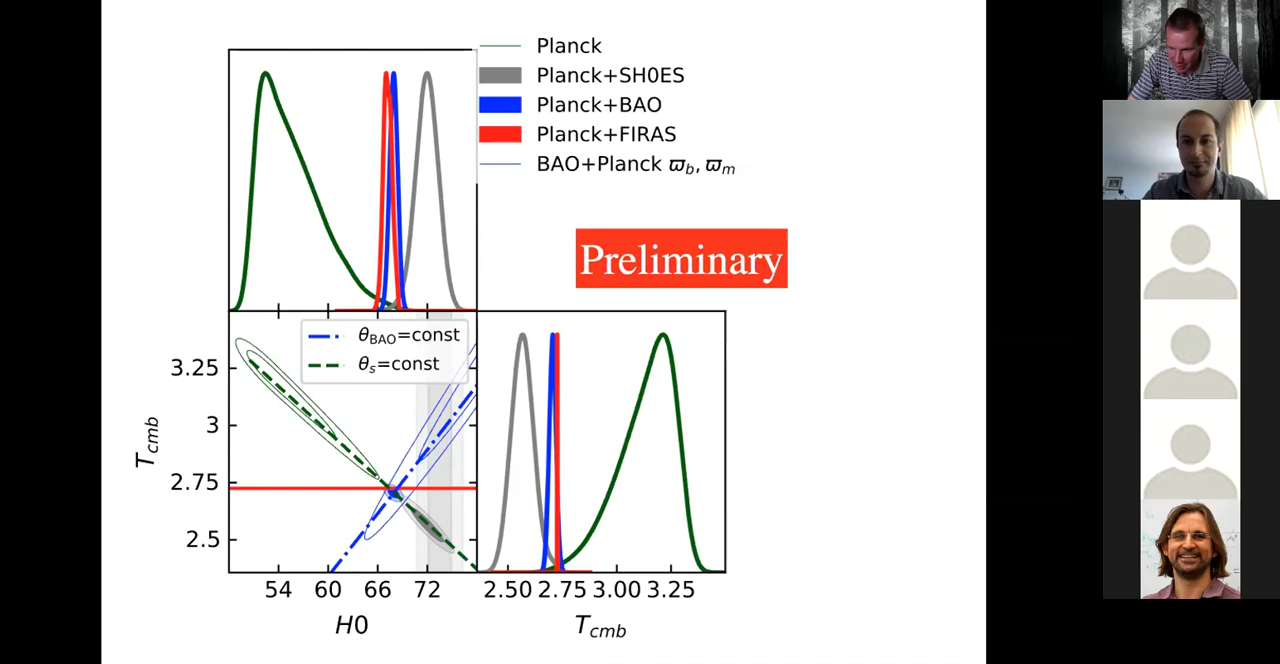 Planck
Planck+SH0ES
Planck+BAO
Planck+FIRAS
BAO+Planck ϖ_b, ϖ_m
Preliminary
θ_BAO=const
θ_s=const
3.25
3
2.75
2.5
T_cmb
54 60 66 72
2.50 2.75 3.00 3.25
H0
T_cmb